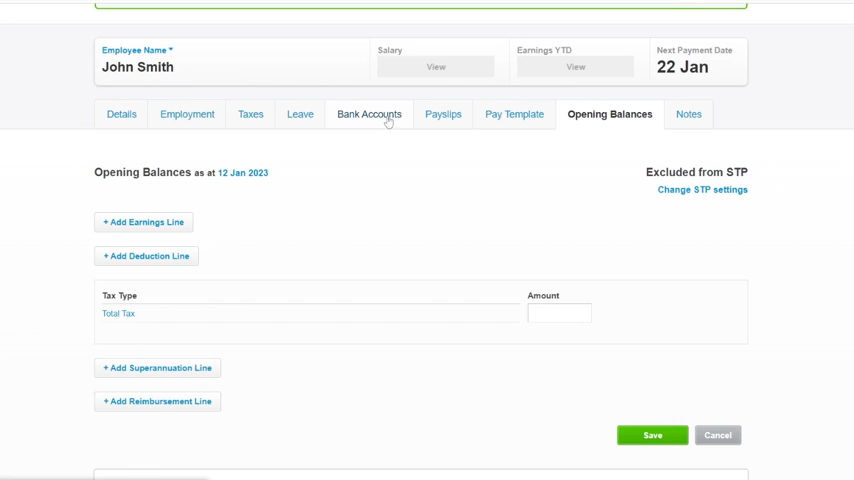 Employee Name
Salary
Earnings YTD
Next Payment Date
John Smith
View
View
22 Jan
Details
Employment
Taxes
Leave
Bank Accounts
Payslips
Pay Template
Opening Balances
Notes
Opening Balances as at 12 Jan 2023
Excluded from STP
Change STP settings
+ Add Earnings Line
+ Add Deduction Line
Tax Type
Amount
Total Tax
+ Add Superannuation Line
+ Add Reimbursement Line
Save
Cancel